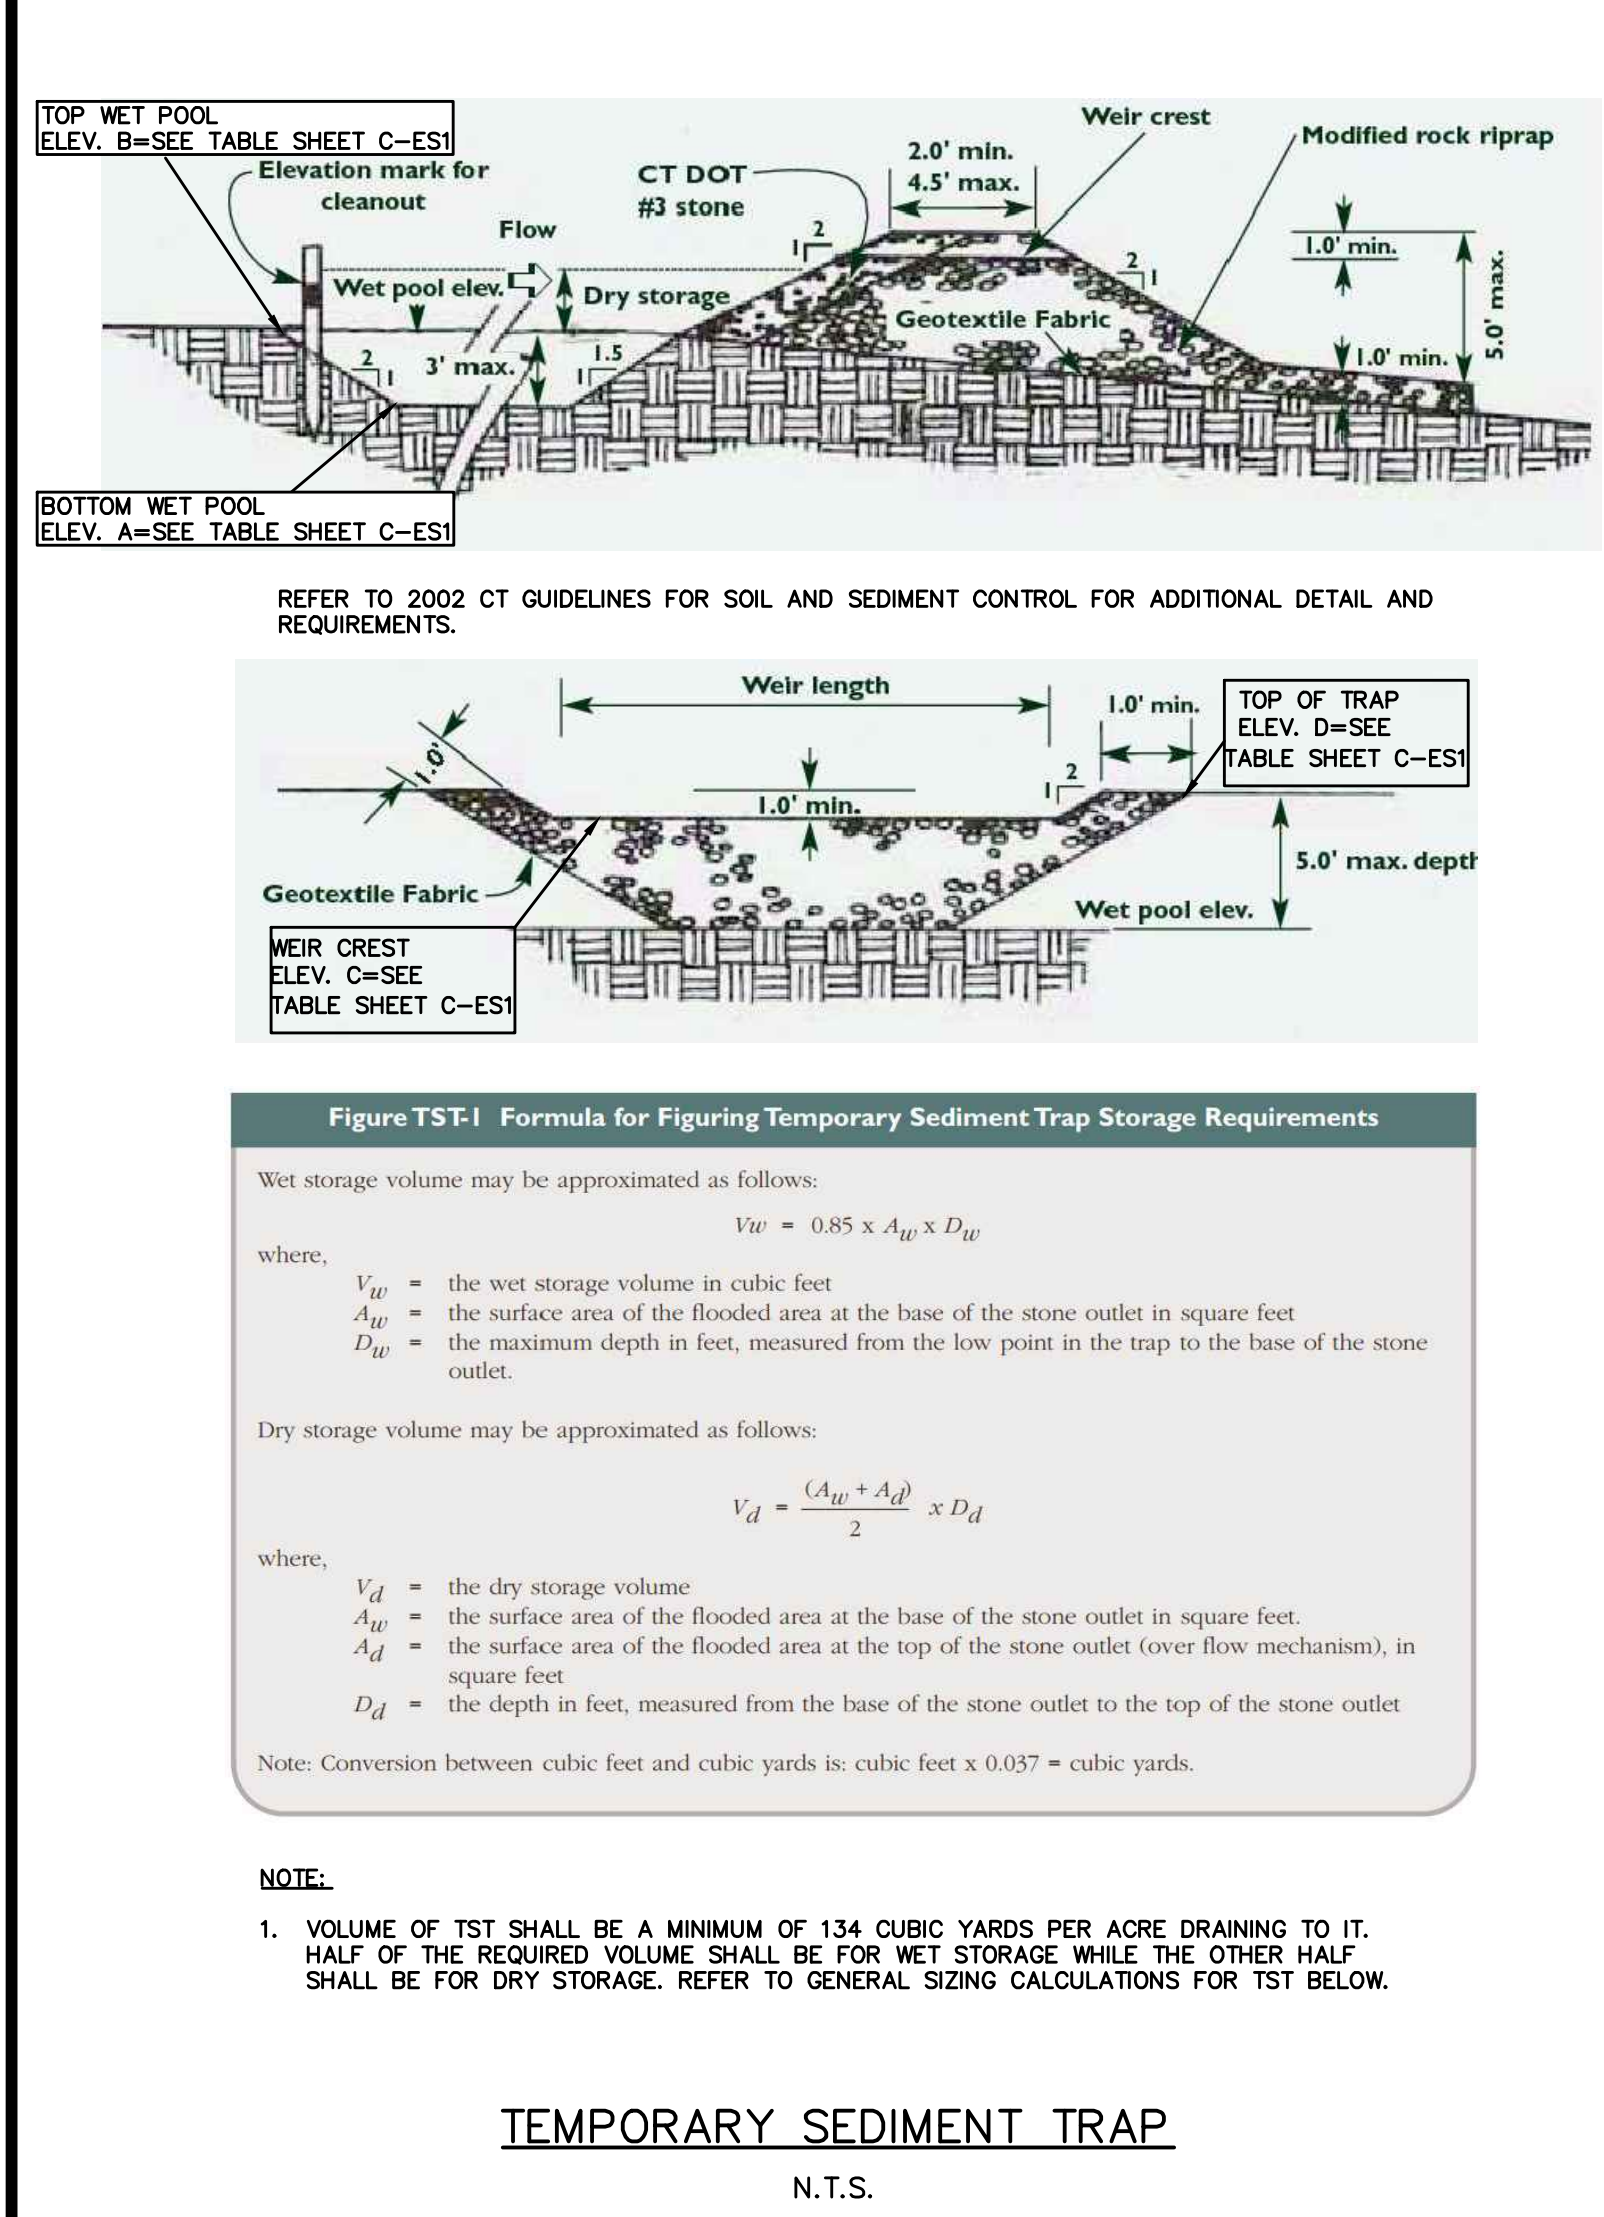 TOP WET POOL
ELEV. B=SEE TABLE SHEET C-ES1
Elevation mark for
cleanout
Flow
CT DOT
#3 stone
2.0' min.
4.5' max.
Weir crest
Modified rock riprap
2
1
2
1
1.0' min.
5.0' max.
Wet pool elev.
Dry storage
Geotextile Fabric
2
1
3' max.
1.5
1
1.0' min.
BOTTOM WET POOL
ELEV. A=SEE TABLE SHEET C-ES1
REFER TO 2002 CT GUIDELINES FOR SOIL AND SEDIMENT CONTROL FOR ADDITIONAL DETAIL AND
REQUIREMENTS.
Weir length
1.0' min.
TOP OF TRAP
ELEV. D=SEE
TABLE SHEET C-ES1
1.0'
1.0' min.
2
1
5.0' max. depth
Geotextile Fabric
Wet pool elev.
WEIR CREST
ELEV. C=SEE
TABLE SHEET C-ES1
Figure TST-1 Formula for Figuring Temporary Sediment Trap Storage Requirements
Wet storage volume may be approximated as follows:
Vw = 0.85 x Aw x Dw
where,
Vw = the wet storage volume in cubic feet
Aw = the surface area of the flooded area at the base of the stone outlet in square feet
Dw = the maximum depth in feet, measured from the low point in the trap to the base of the stone
outlet.
Dry storage volume may be approximated as follows:
Vd = (Aw + Ad) / 2 x Dd
where,
Vd = the dry storage volume
Aw = the surface area of the flooded area at the base of the stone outlet in square feet.
Ad = the surface area of the flooded area at the top of the stone outlet (over flow mechanism), in
square feet
Dd = the depth in feet, measured from the base of the stone outlet to the top of the stone outlet
Note: Conversion between cubic feet and cubic yards is: cubic feet x 0.037 = cubic yards.
NOTE:
1. VOLUME OF TST SHALL BE A MINIMUM OF 134 CUBIC YARDS PER ACRE DRAINING TO IT.
HALF OF THE REQUIRED VOLUME SHALL BE FOR WET STORAGE WHILE THE OTHER HALF
SHALL BE FOR DRY STORAGE. REFER TO GENERAL SIZING CALCULATIONS FOR TST BELOW.
TEMPORARY SEDIMENT TRAP
N.T.S.